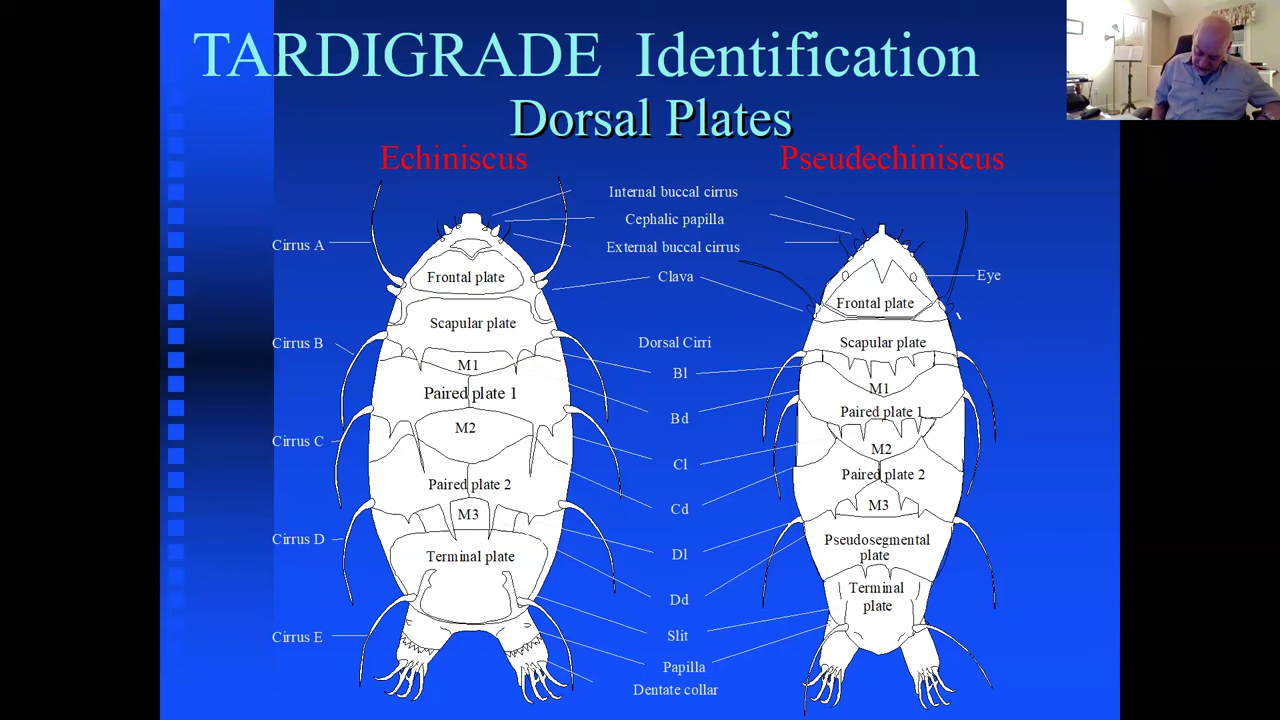 TARDIGRADE Identification
Dorsal Plates
Echiniscus
Pseudechiniscus
Internal buccal cirrus
Cephalic papilla
External buccal cirrus
Cirrus A
Clava
Eye
Frontal plate
Frontal plate
Scapular plate
Scapular plate
Cirrus B
Dorsal Cirri
M1
Bl
M1
Paired plate 1
Bd
Paired plate 1
M2
M2
Cirrus C
Cl
Paired plate 2
Paired plate 2
Cd
M3
M3
Cirrus D
Dl
Pseudosegmental
plate
Terminal plate
Terminal
plate
Dd
Slit
Cirrus E
Papilla
Dentate collar